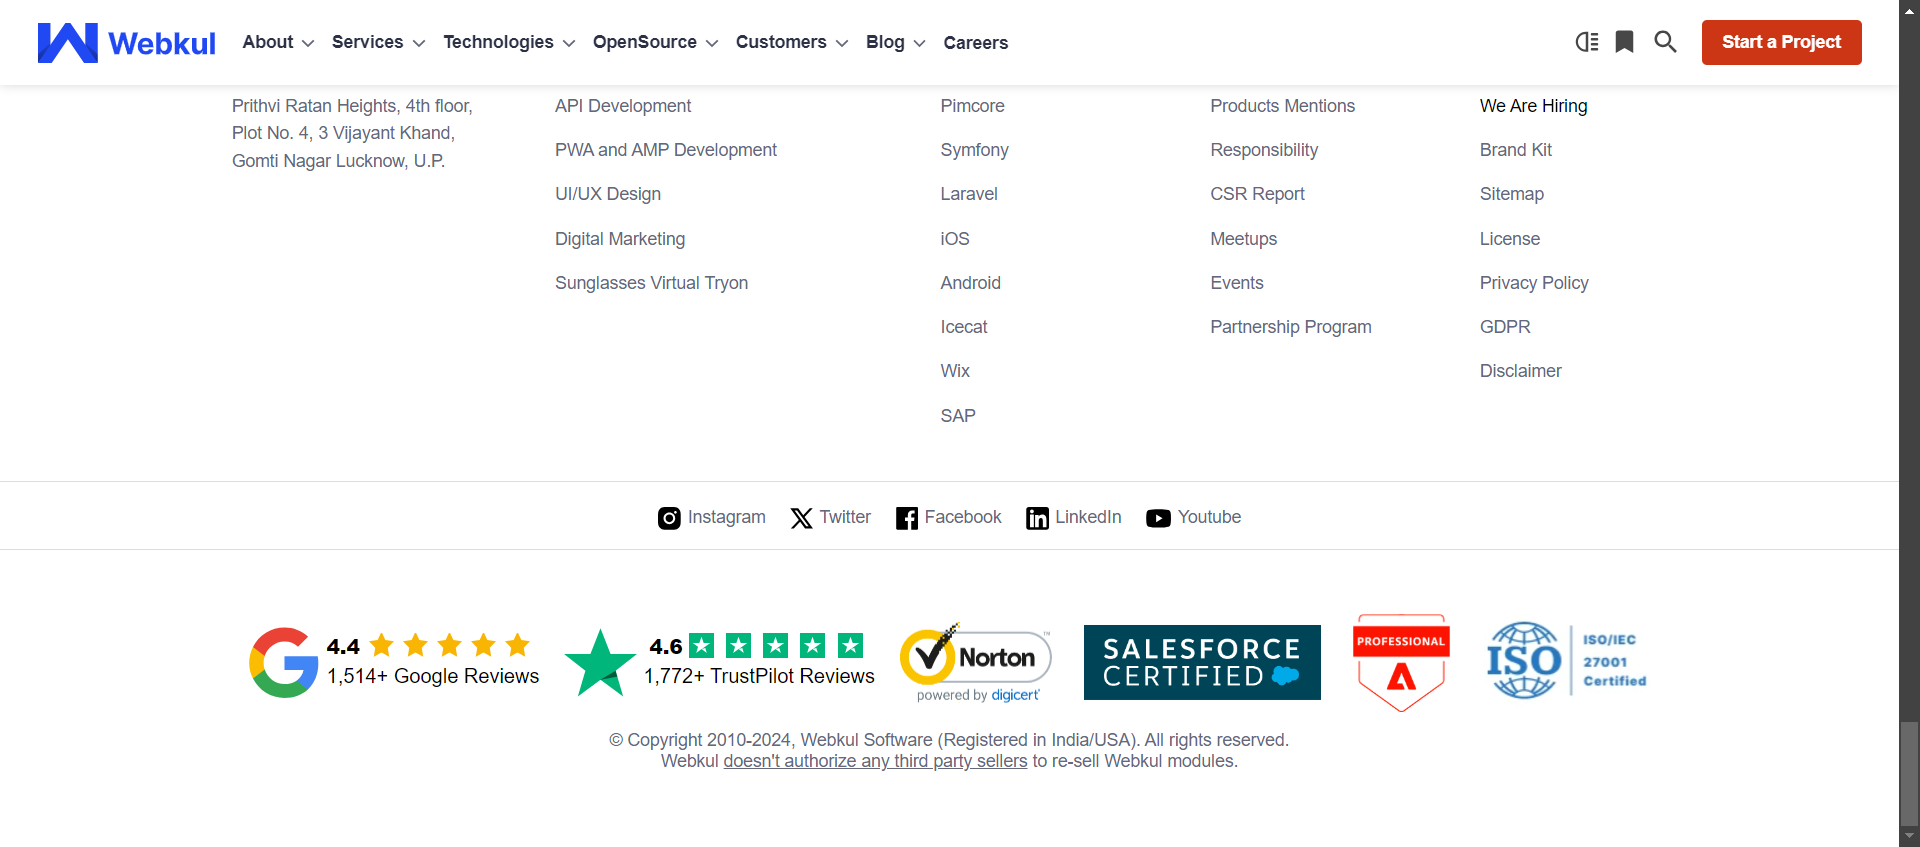 Webkul
About
Services
Technologies
OpenSource
Customers
Blog
Careers
Start a Project
Prithvi Ratan Heights, 4th floor,
Plot No. 4, 3 Vijayant Khand,
Gomti Nagar Lucknow, U.P.
API Development
PWA and AMP Development
UI/UX Design
Digital Marketing
Sunglasses Virtual Tryon
Pimcore
Symfony
Laravel
iOS
Android
Icecat
Wix
SAP
Products Mentions
Responsibility
CSR Report
Meetups
Events
Partnership Program
We Are Hiring
Brand Kit
Sitemap
License
Privacy Policy
GDPR
Disclaimer
Instagram
Twitter
Facebook
LinkedIn
Youtube
4.4
1,514+ Google Reviews
4.6
1,772+ TrustPilot Reviews
Norton
powered by digicert
SALESFORCE
CERTIFIED
PROFESSIONAL
ISO
ISO/IEC
27001
Certified
© Copyright 2010-2024, Webkul Software (Registered in India/USA). All rights reserved.
Webkul doesn't authorize any third party sellers to re-sell Webkul modules.